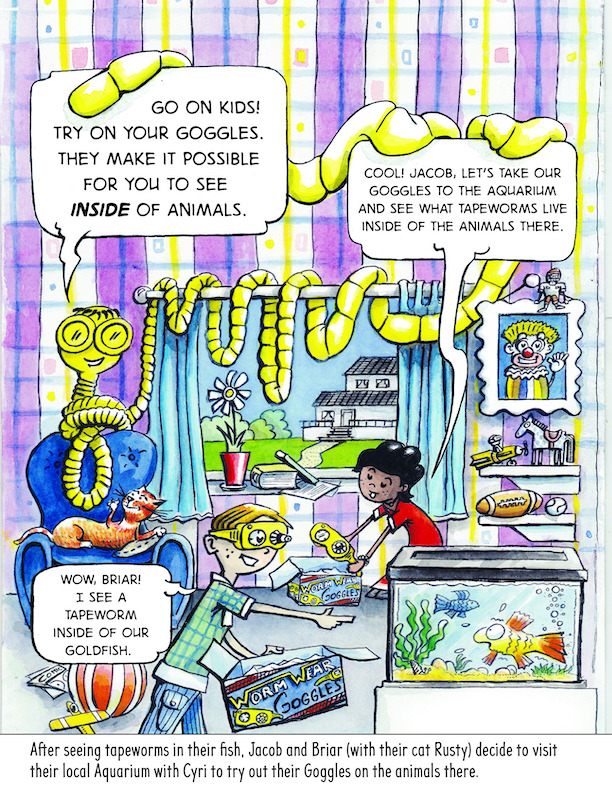 GO ON KIDS!
TRY ON YOUR GOGGLES.
THEY MAKE IT POSSIBLE
FOR YOU TO SEE
INSIDE OF ANIMALS.
COOL! JACOB, LET'S TAKE OUR
GOGGLES TO THE AQUARIUM
AND SEE WHAT TAPEWORMS LIVE
INSIDE OF THE ANIMALS THERE.
WOW, BRIAR!
I SEE A
TAPEWORM
INSIDE OF OUR
GOLDFISH.
WORM WEAR
GOGGLES
WORM WEAR
GOGGLES
After seeing tapeworms in their fish, Jacob and Briar (with their cat Rusty) decide to visit
their local Aquarium with Cyri to try out their Goggles on the animals there.